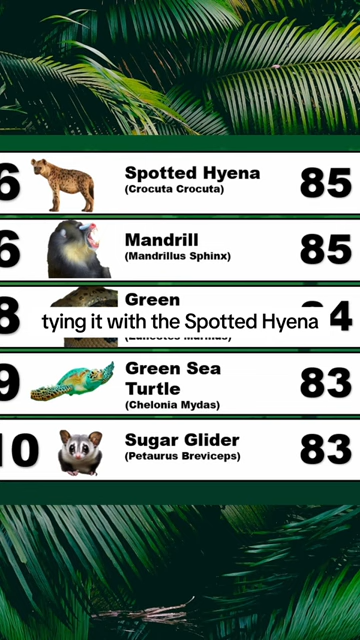 6
Spotted Hyena
(Crocuta Crocuta)
85
6
Mandrill
(Mandrillus Sphinx)
85
8
Green
4
tying it with the Spotted Hyena
9
Green Sea
Turtle
(Chelonia Mydas)
83
10
Sugar Glider
(Petaurus Breviceps)
83